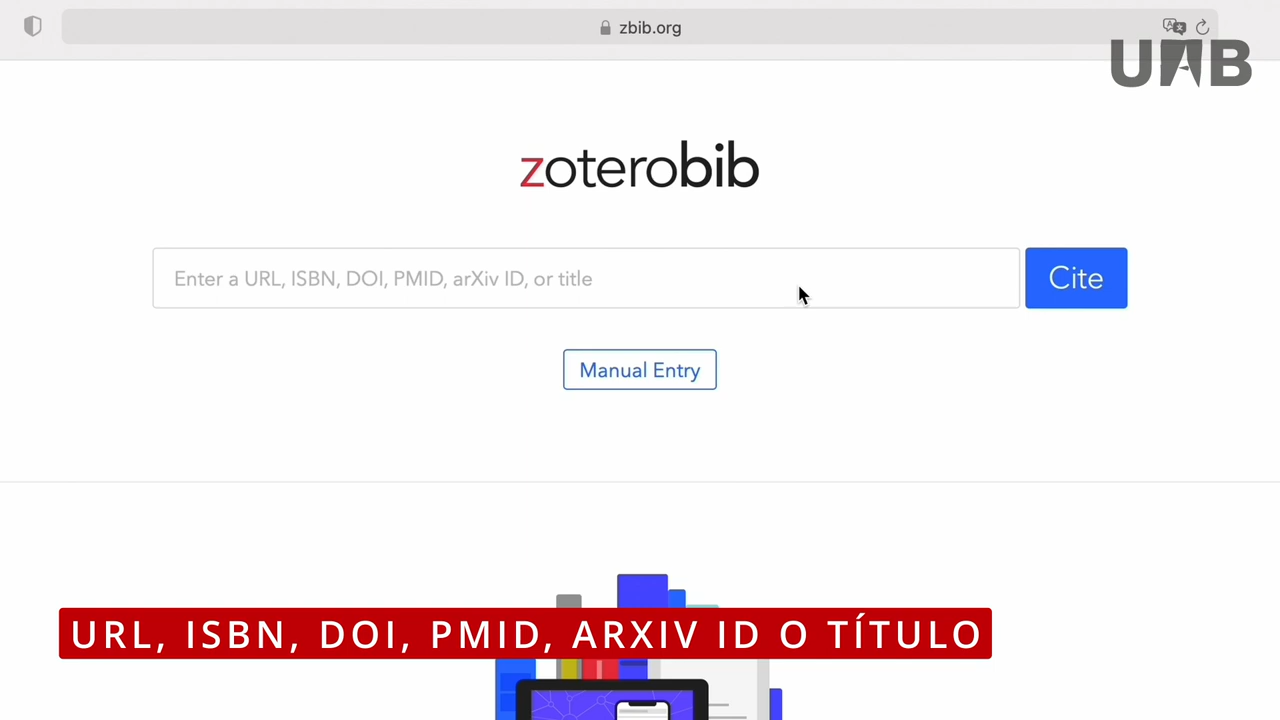 zbib.org
UAB
zoterobib
Enter a URL, ISBN, DOI, PMID, arXiv ID, or title
Cite
Manual Entry
URL, ISBN, DOI, PMID, ARXIV ID O TÍTULO